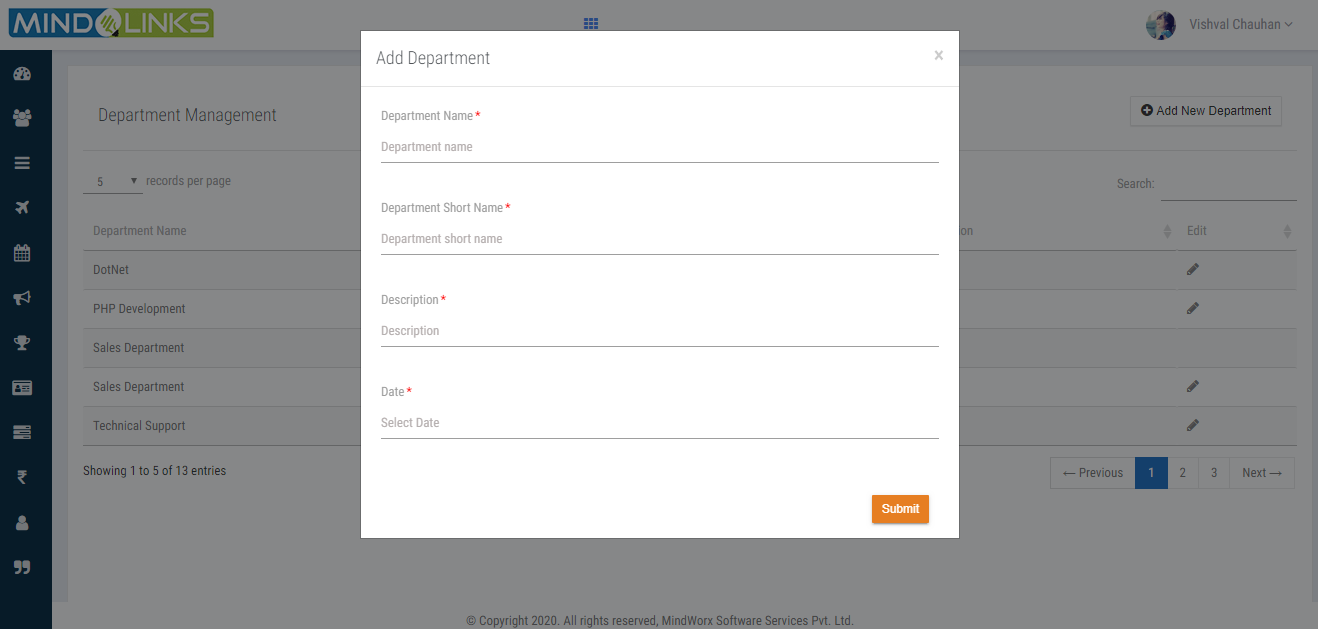 MINDLINKS
Vishval Chauhan
Add Department
×
Department Management
Add New Department
Department Name *
Department name
5 records per page
Search:
Department Short Name *
Department short name
Department Name
on
Edit
DotNet
PHP Development
Description *
Description
Sales Department
Sales Department
Date *
Select Date
Technical Support
Showing 1 to 5 of 13 entries
← Previous 1 2 3 Next →
Submit
© Copyright 2020. All rights reserved, MindWorx Software Services Pvt. Ltd.